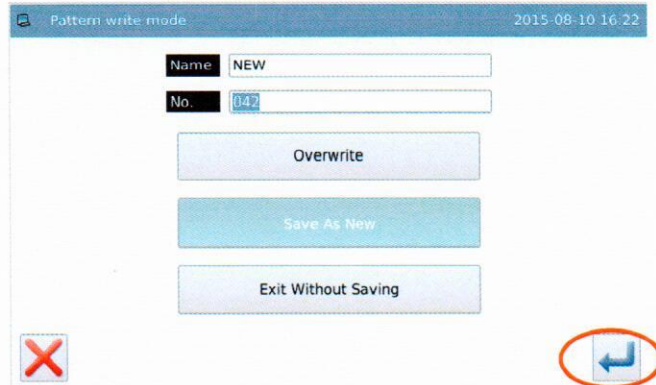 Pattern write mode 2015-08-10 16:22
Name NEW
No. 042
Overwrite
Save As New
Exit Without Saving